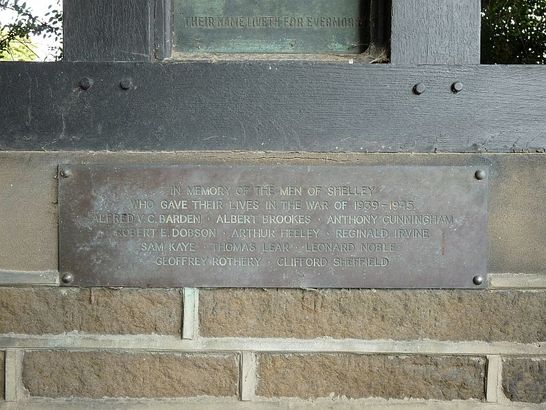 THEIR NAME LIVETH FOR EVERMORE
IN MEMORY OF THE MEN OF SHELLEY
WHO GAVE THEIR LIVES IN THE WAR OF 1939-1945.
ALFRED V. C. BARDEN · ALBERT BROOKES · ANTHONY CUNNINGHAM
ROBERT E. DOBSON · ARTHUR HEELEY · REGINALD IRVINE
SAM KAYE · THOMAS LEAR · LEONARD NOBLE
GEOFFREY ROTHERY · CLIFFORD SHEFFIELD